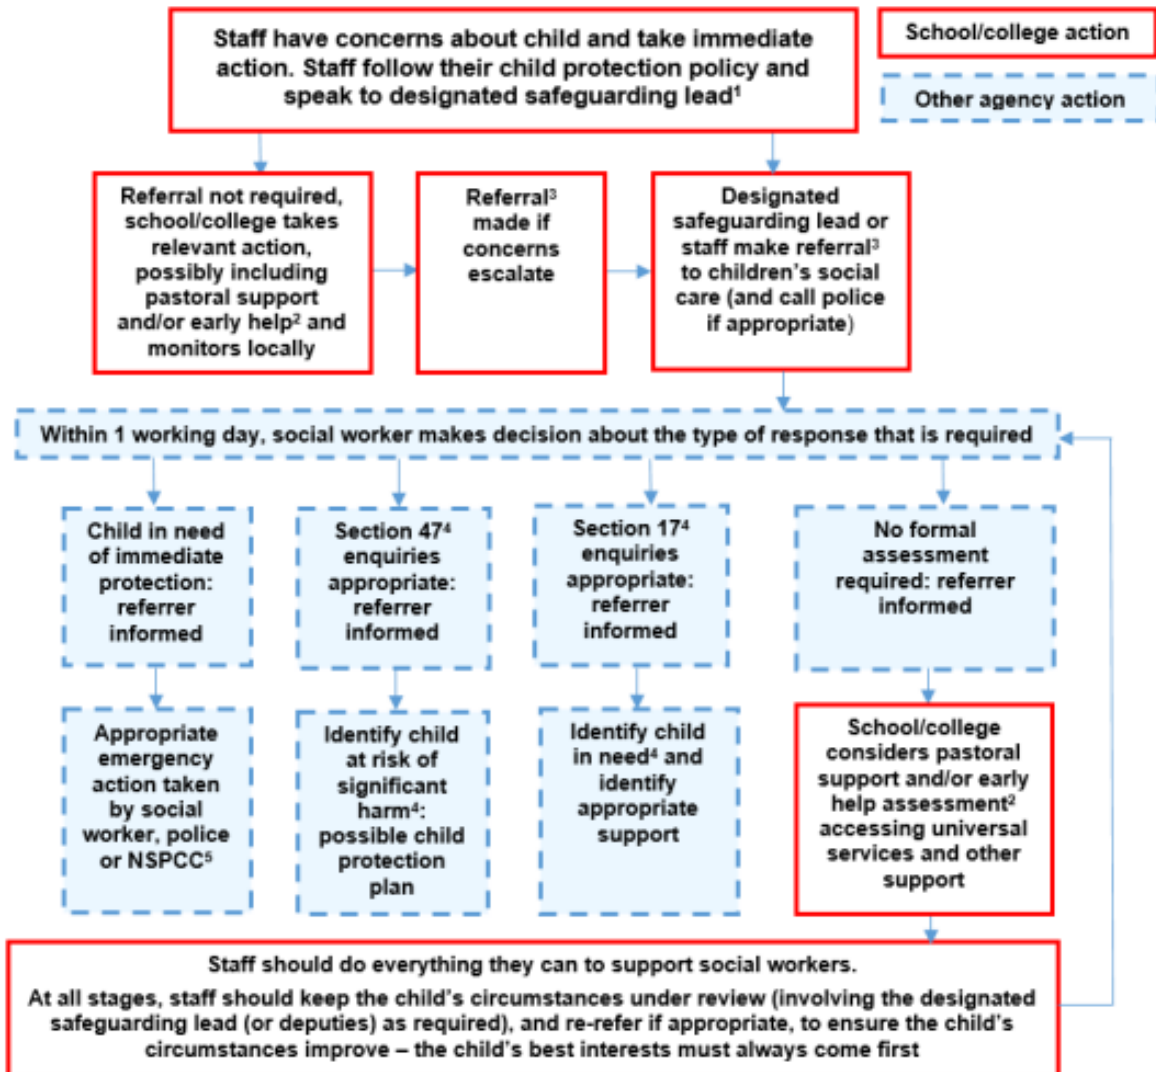 Staff have concerns about child and take immediate
action. Staff follow their child protection policy and
speak to designated safeguarding lead¹
School/college action
Other agency action
Referral not required,
school/college takes
relevant action,
possibly including
pastoral support
and/or early help² and
monitors locally
Referral³
made if
concerns
escalate
Designated
safeguarding lead or
staff make referral³
to children’s social
care (and call police
if appropriate)
Within 1 working day, social worker makes decision about the type of response that is required
Child in need
of immediate
protection:
referrer
informed
Section 47⁴
enquiries
appropriate:
referrer
informed
Section 17⁴
enquiries
appropriate:
referrer
informed
No formal
assessment
required: referrer
informed
Appropriate
emergency
action taken
by social
worker, police
or NSPCC⁵
Identify child
at risk of
significant
harm⁴:
possible child
protection
plan
Identify child
in need⁴ and
identify
appropriate
support
School/college
considers pastoral
support and/or early
help assessment²
accessing universal
services and other
support
Staff should do everything they can to support social workers.
At all stages, staff should keep the child’s circumstances under review (involving the designated
safeguarding lead (or deputies) as required), and re-refer if appropriate, to ensure the child’s
circumstances improve – the child’s best interests must always come first